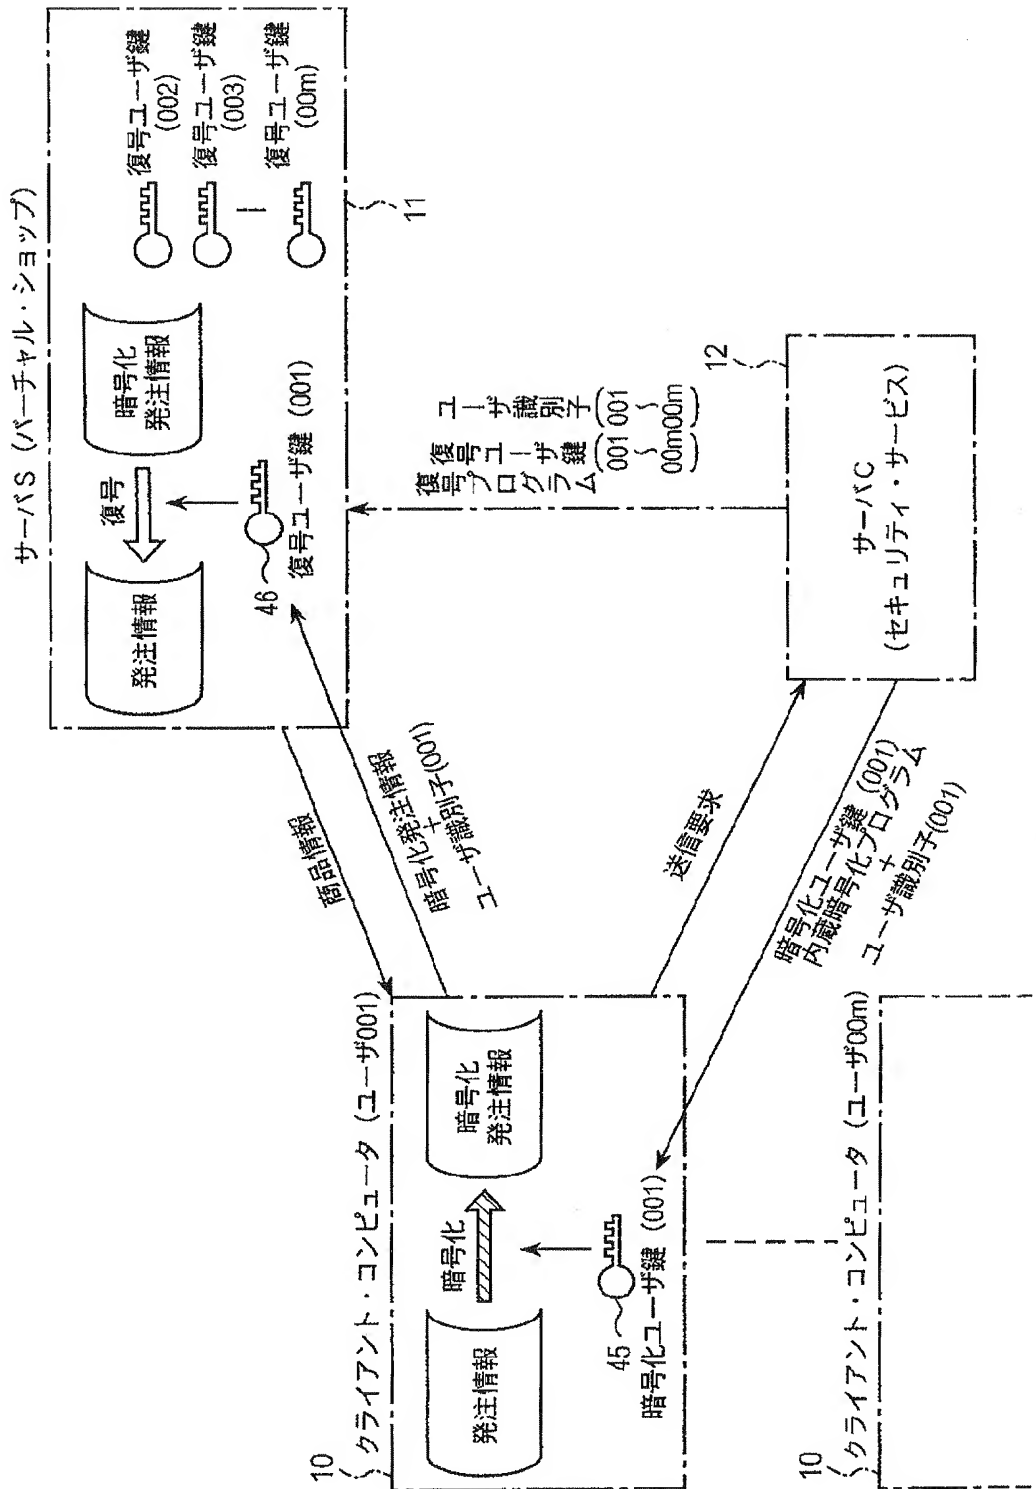 サーバS (バーチャル・ショップ)
暗号化
発注情報
復号
発注情報
46
復号ユーザ鍵 (001)
復号ユーザ鍵
(002)
復号ユーザ鍵
(003)
復号ユーザ鍵
(00m)
11
商品情報
暗号化発注情報
+
ユーザ識別子(001)
ユーザ識別子(001〜00m00m)
復号ユーザ鍵(001〜00m00m)
復号プログラム
12
サーバC
(セキュリティ・サービス)
送信要求
暗号化ユーザ鍵 (001)
内蔵暗号化プログラム
+
ユーザ識別子(001)
10
クライアント・コンピュータ (ユーザ001)
発注情報
暗号化
暗号化
発注情報
45
暗号化ユーザ鍵 (001)
10
クライアント・コンピュータ (ユーザ00m)